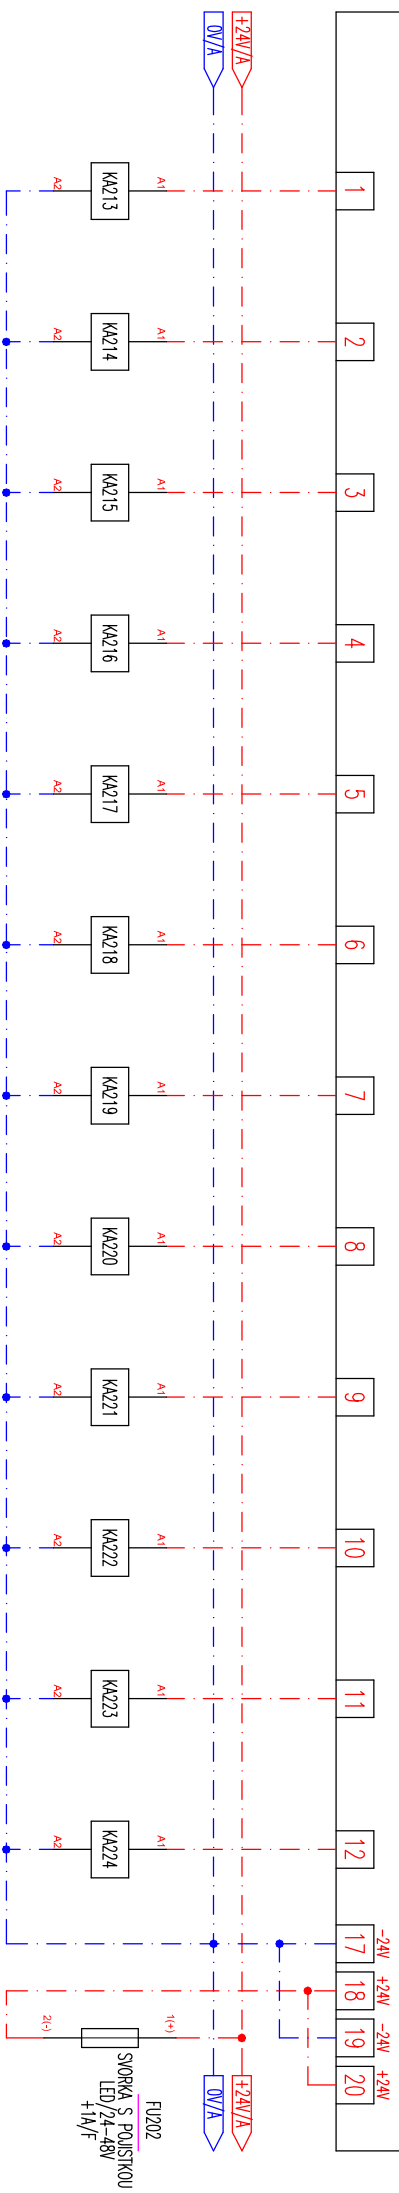 1
2
3
4
5
6
7
8
9
10
11
12
17
18
19
20
-24V
+24V
-24V
+24V
+24V/A
0V/A
+24V/A
0V/A
A1
A1
A1
A1
A1
A1
A1
A1
A1
A1
A1
A1
1(+)
KA213
KA214
KA215
KA216
KA217
KA218
KA219
KA220
KA221
KA222
KA223
KA224
FU202
SVORKA S POJISTKOU
LED/24-48V
+1A/F
A2
A2
A2
A2
A2
A2
A2
A2
A2
A2
A2
A2
2(-)